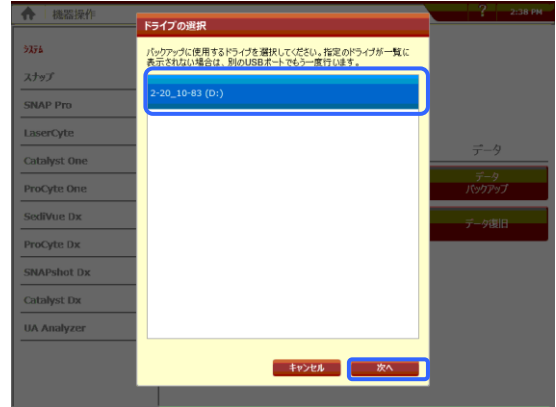 機器操作
? 2:38 PM
ドライブの選択
バックアップに使用するドライブを選択してください。指定のドライブが一覧に
表示されない場合は、別のUSBポートでもう一度行います。
2-20_10-83 (D:)
キャンセル
次へ
システム
スナップ
SNAP Pro
LaserCyte
Catalyst One
ProCyte One
SediVue Dx
ProCyte Dx
SNAPshot Dx
Catalyst Dx
UA Analyzer
データ
データ
バックアップ
データ復旧